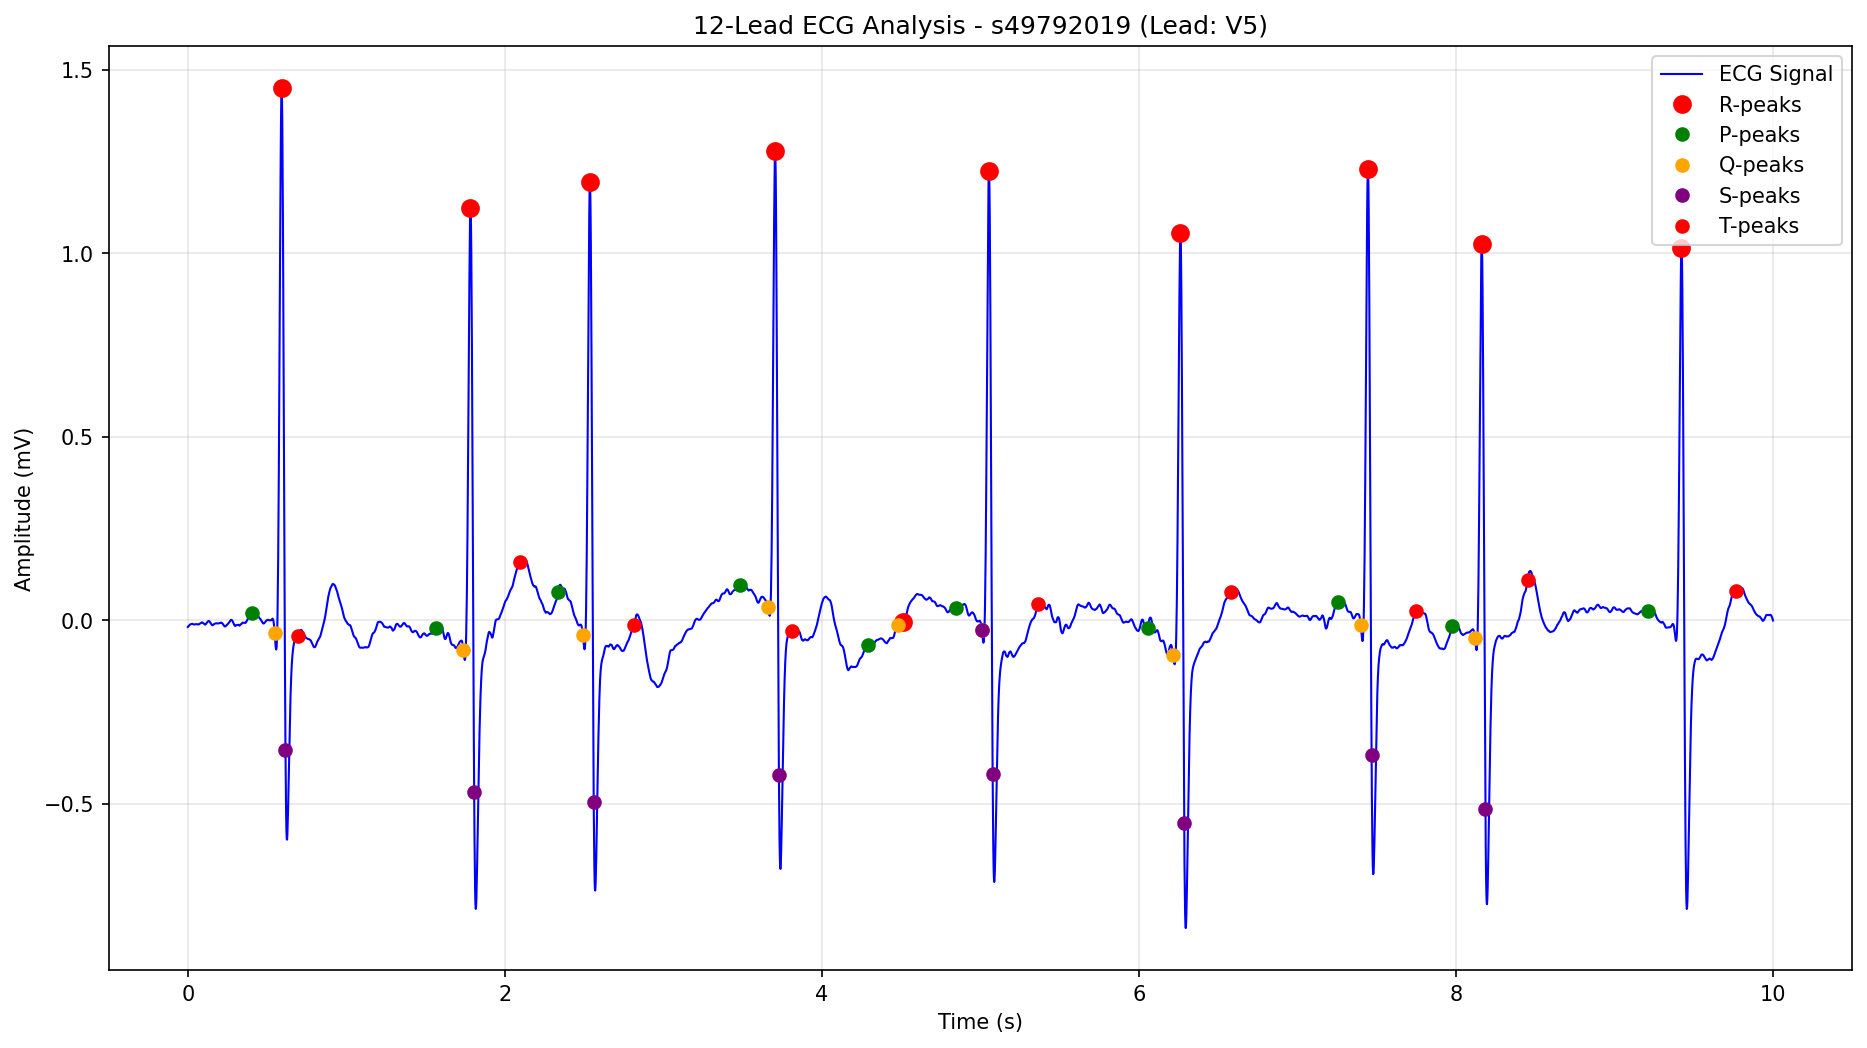 12-Lead ECG Analysis - s49792019 (Lead: V5)
ECG Signal
R-peaks
P-peaks
Q-peaks
S-peaks
T-peaks
Amplitude (mV)
1.5
1.0
0.5
0.0
−0.5
0 2 4 6 8 10
Time (s)